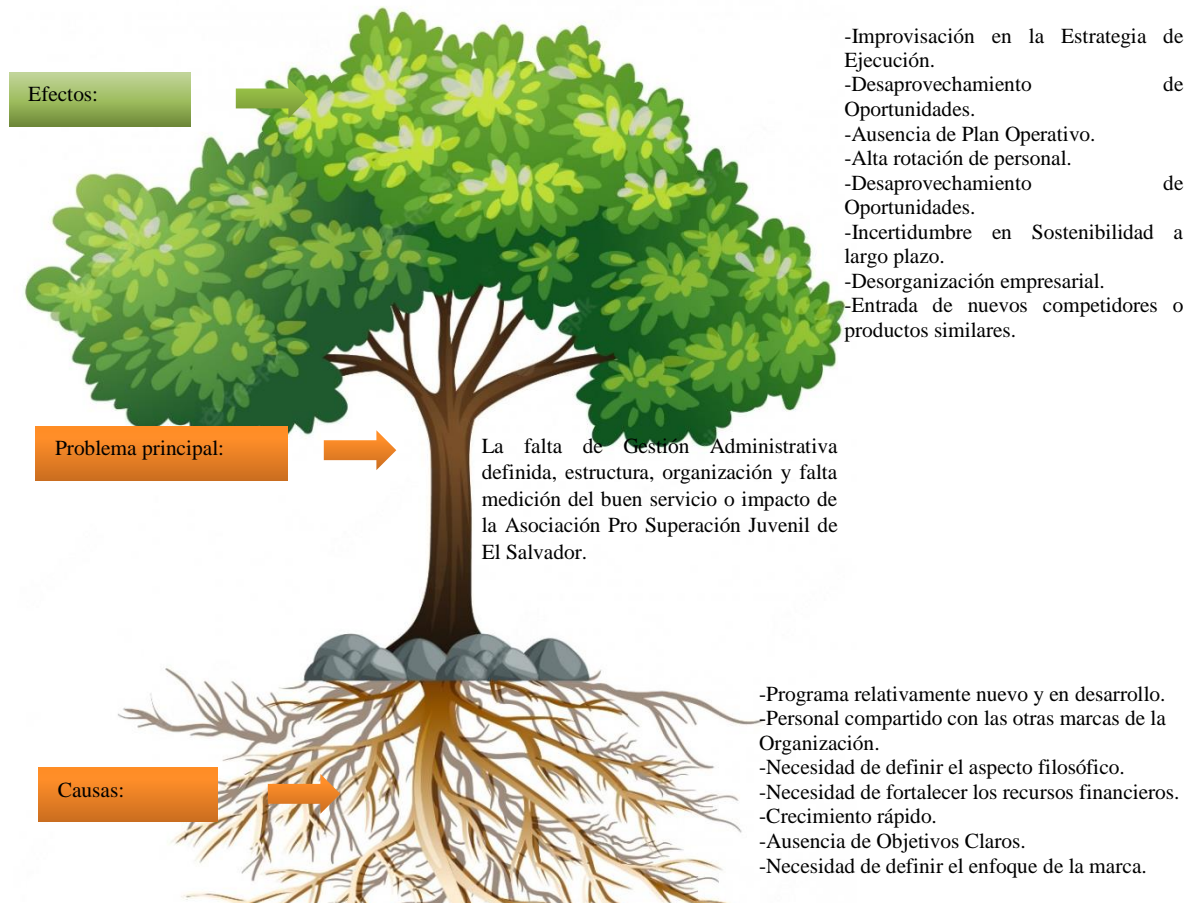 -Improvisación en la Estrategia de
Ejecución.
-Desaprovechamiento de
Oportunidades.
-Ausencia de Plan Operativo.
-Alta rotación de personal.
-Desaprovechamiento de
Oportunidades.
-Incertidumbre en Sostenibilidad a
largo plazo.
-Desorganización empresarial.
-Entrada de nuevos competidores o
productos similares.
Efectos:
Problema principal:
La falta de Gestión Administrativa
definida, estructura, organización y falta
medición del buen servicio o impacto de
la Asociación Pro Superación Juvenil de
El Salvador.
Causas:
-Programa relativamente nuevo y en desarrollo.
-Personal compartido con las otras marcas de la
Organización.
-Necesidad de definir el aspecto filosófico.
-Necesidad de fortalecer los recursos financieros.
-Crecimiento rápido.
-Ausencia de Objetivos Claros.
-Necesidad de definir el enfoque de la marca.